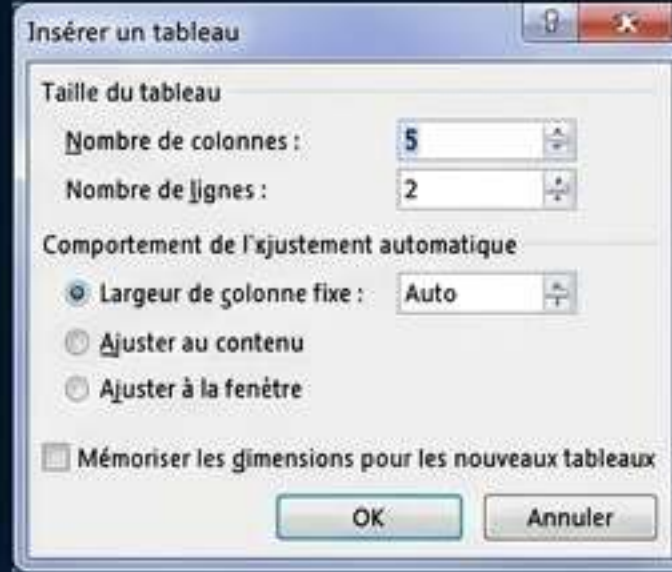 Insérer un tableau
Taille du tableau
Nombre de colonnes : 5
Nombre de lignes : 2
Comportement de l'xjustement automatique
Largeur de colonne fixe : Auto
Ajuster au contenu
Ajuster à la fenêtre
Mémoriser les dimensions pour les nouveaux tableaux
OK Annuler